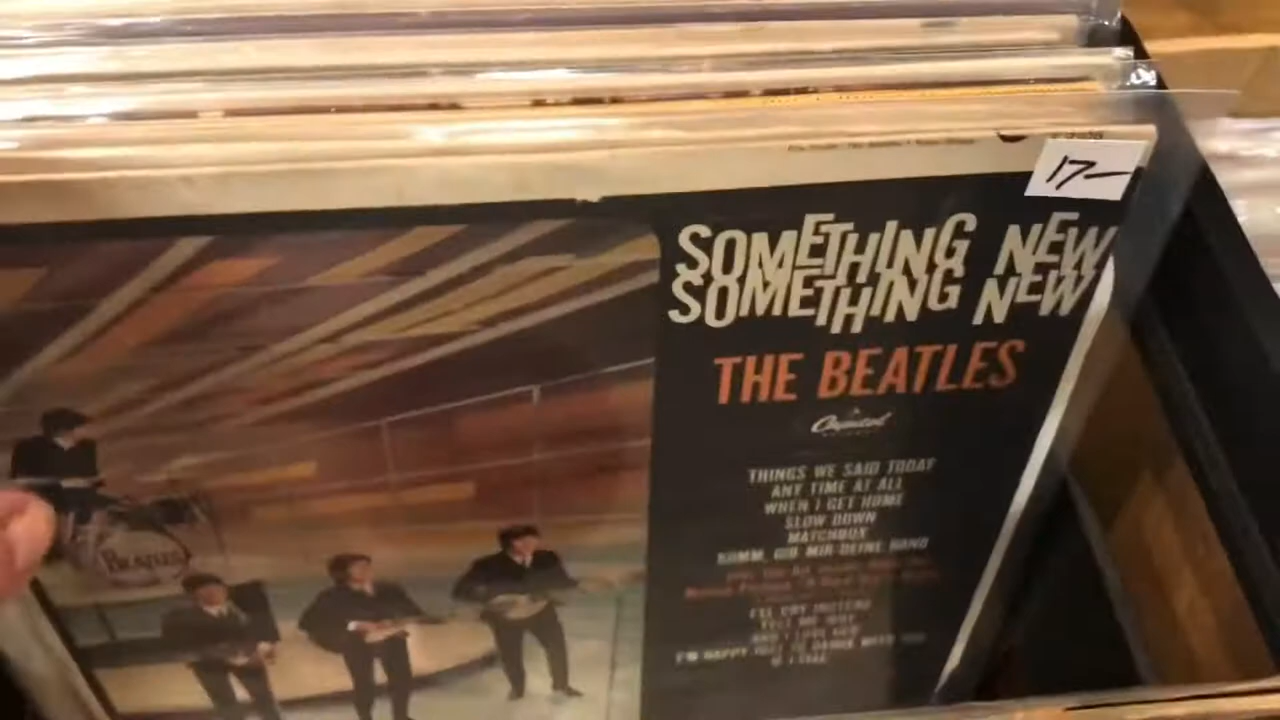 17-
SOMETHING NEW
SOMETHING NEW
THE BEATLES
Capitol
THINGS WE SAID TODAY
ANY TIME AT ALL
WHEN I GET HOME
SLOW DOWN
MATCHBOX
KOMM, GIB MIR DEINE HAND
I'LL CRY INSTEAD
TELL ME WHY
AND I LOVE HER
I'M HAPPY JUST TO DANCE WITH YOU
IF I FELL
BEATLES